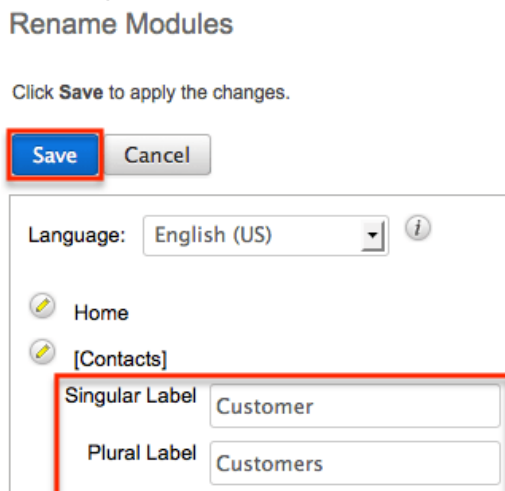 Rename Modules
Click Save to apply the changes.
Save Cancel
Language: English (US) i
Home
[Contacts]
Singular Label Customer
Plural Label Customers